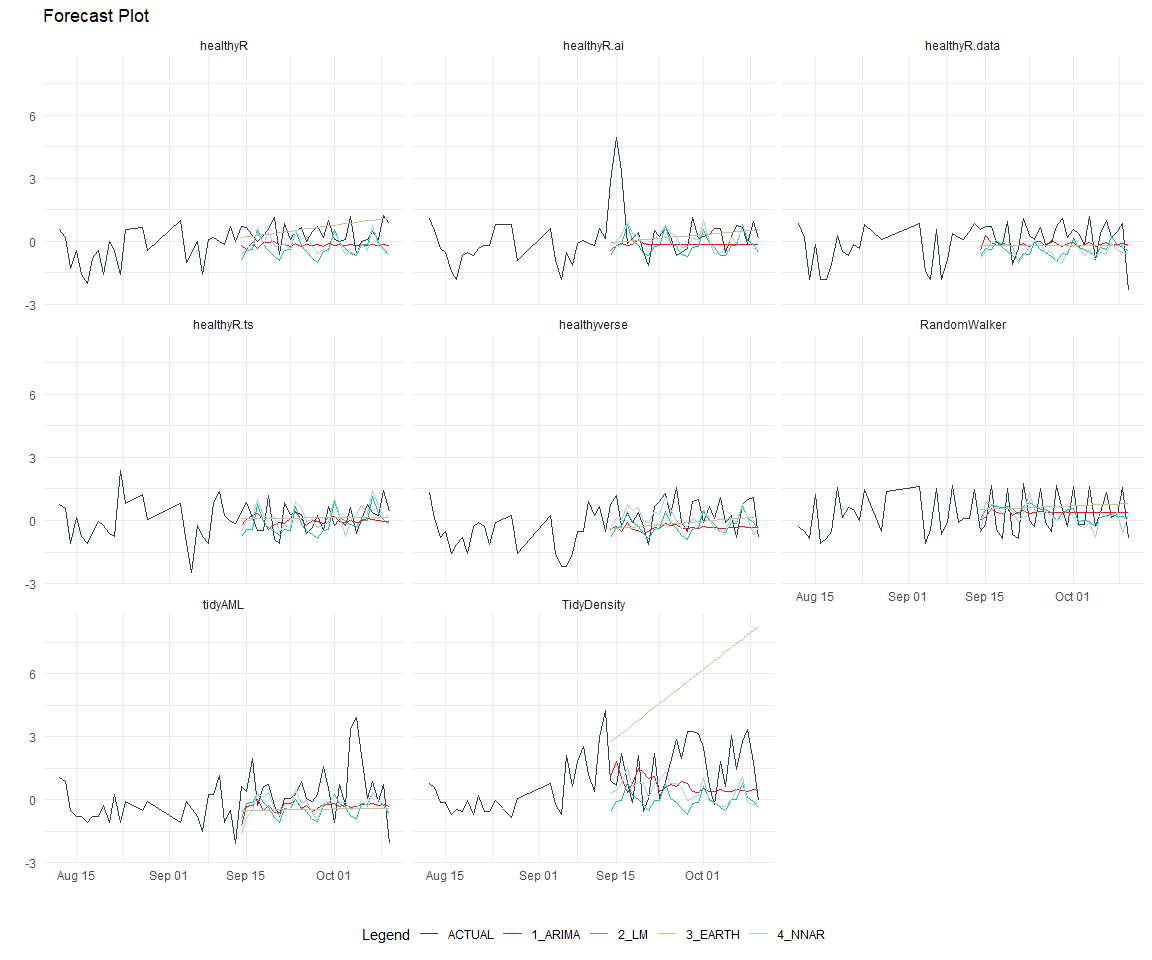 Forecast Plot
healthyR
healthyR.ai
healthyR.data
6
3
0
-3
healthyR.ts
healthyverse
RandomWalker
6
3
0
-3
Aug 15
Sep 01
Sep 15
Oct 01
tidyAML
TidyDensity
6
3
0
-3
Aug 15
Sep 01
Sep 15
Oct 01
Aug 15
Sep 01
Sep 15
Oct 01
Legend
ACTUAL
1_ARIMA
2_LM
3_EARTH
4_NNAR